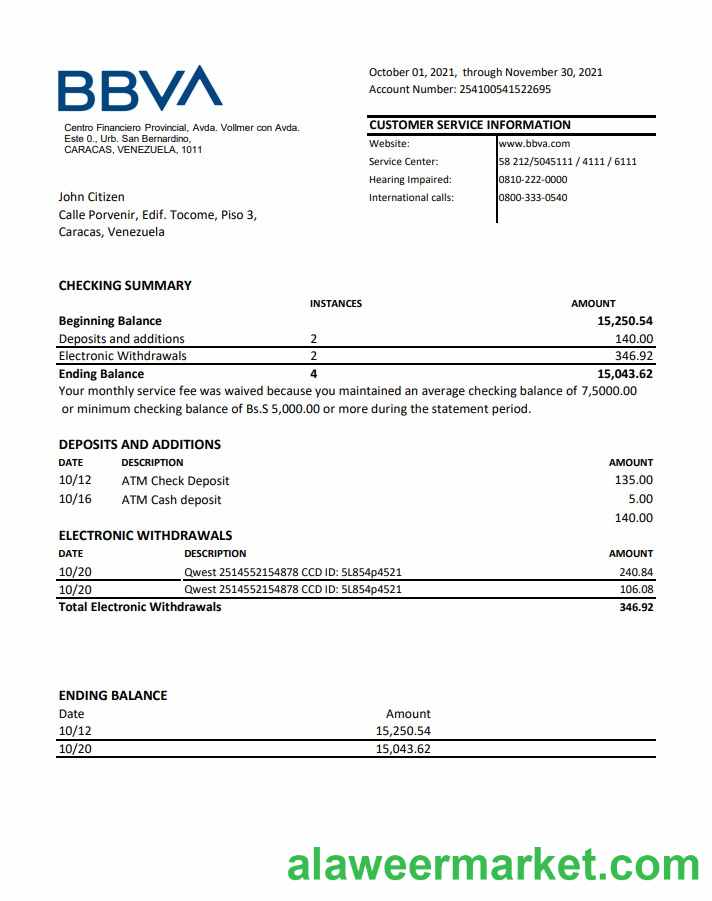 BBVA
Centro Financiero Provincial, Avda. Vollmer con Avda.
Este 0., Urb. San Bernardino,
CARACAS, VENEZUELA, 1011
October 01, 2021, through November 30, 2021
Account Number: 254100541522695
CUSTOMER SERVICE INFORMATION
Website: www.bbva.com
Service Center: 58 212/5045111 / 4111 / 6111
Hearing Impaired: 0810-222-0000
International calls: 0800-333-0540
John Citizen
Calle Porvenir, Edif. Tocome, Piso 3,
Caracas, Venezuela
CHECKING SUMMARY
INSTANCES AMOUNT
Beginning Balance 15,250.54
Deposits and additions 2 140.00
Electronic Withdrawals 2 346.92
Ending Balance 4 15,043.62
Your monthly service fee was waived because you maintained an average checking balance of 7,5000.00
or minimum checking balance of Bs.S 5,000.00 or more during the statement period.
DEPOSITS AND ADDITIONS
DATE DESCRIPTION AMOUNT
10/12 ATM Check Deposit 135.00
10/16 ATM Cash deposit 5.00
140.00
ELECTRONIC WITHDRAWALS
DATE DESCRIPTION AMOUNT
10/20 Qwest 2514552154878 CCD ID: 5L854p4521 240.84
10/20 Qwest 2514552154878 CCD ID: 5L854p4521 106.08
Total Electronic Withdrawals 346.92
ENDING BALANCE
Date Amount
10/12 15,250.54
10/20 15,043.62
alaweermarket.com